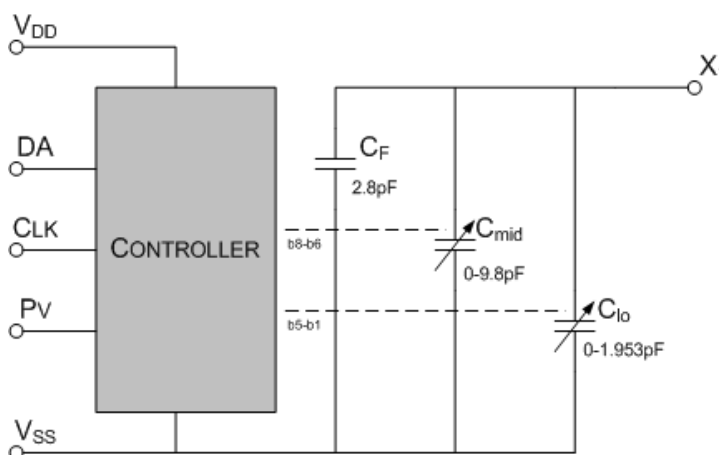 VDD
X
DA
CF
2.8pF
CLK
b8-b6
Cmid
CONTROLLER
0-9.8pF
b5-b1
Clo
PV
0-1.953pF
VSS